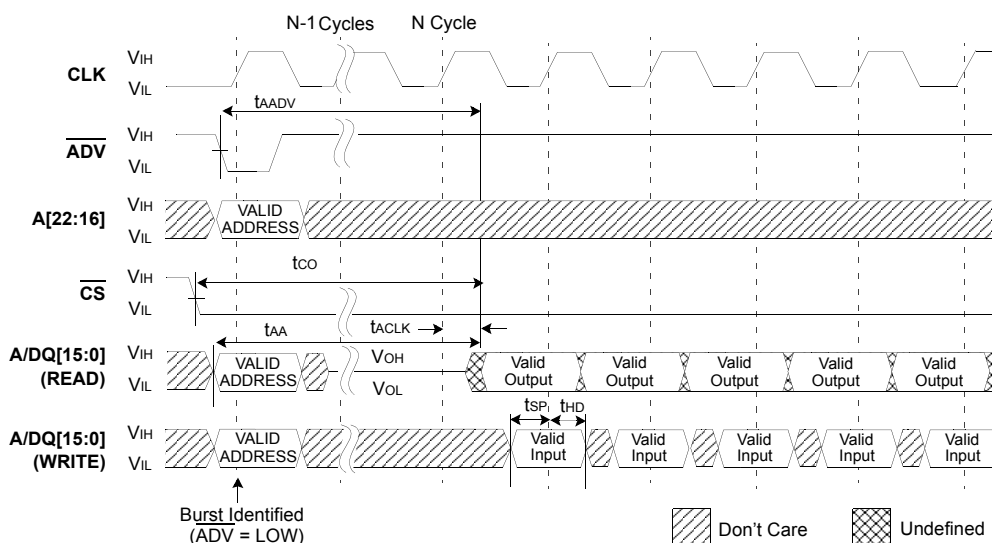 N-1 Cycles N Cycle
CLK VIH
VIL
tAADV
ADV VIH
VIL
A[22:16] VIH
VIL
VALID
ADDRESS
tCO
CS VIH
VIL
tAA tACLK
A/DQ[15:0]
(READ)
VIH
VIL
VALID
ADDRESS
VOH
VOL
Valid
Output
Valid
Output
Valid
Output
Valid
Output
Valid
Output
tSP tHD
A/DQ[15:0]
(WRITE)
VIH
VIL
VALID
ADDRESS
Valid
Input
Valid
Input
Valid
Input
Valid
Input
Valid
Input
Burst Identified
(ADV = LOW)
Don't Care
Undefined